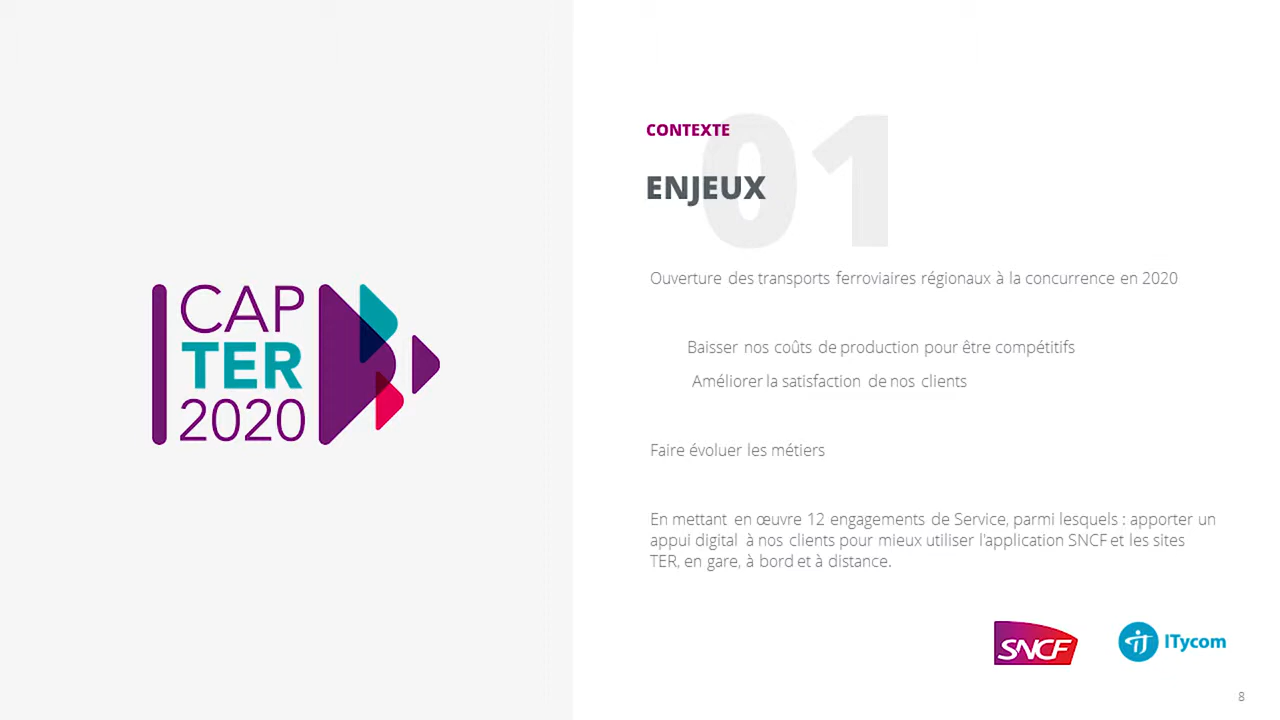 CAP
TER
2020
01
CONTEXTE
ENJEUX
Ouverture des transports ferroviaires régionaux à la concurrence en 2020
Baisser nos coûts de production pour être compétitifs
Améliorer la satisfaction de nos clients
Faire évoluer les métiers
En mettant en œuvre 12 engagements de Service, parmi lesquels : apporter un
appui digital à nos clients pour mieux utiliser l'application SNCF et les sites
TER, en gare, à bord et à distance.
SNCF
ITycom
8